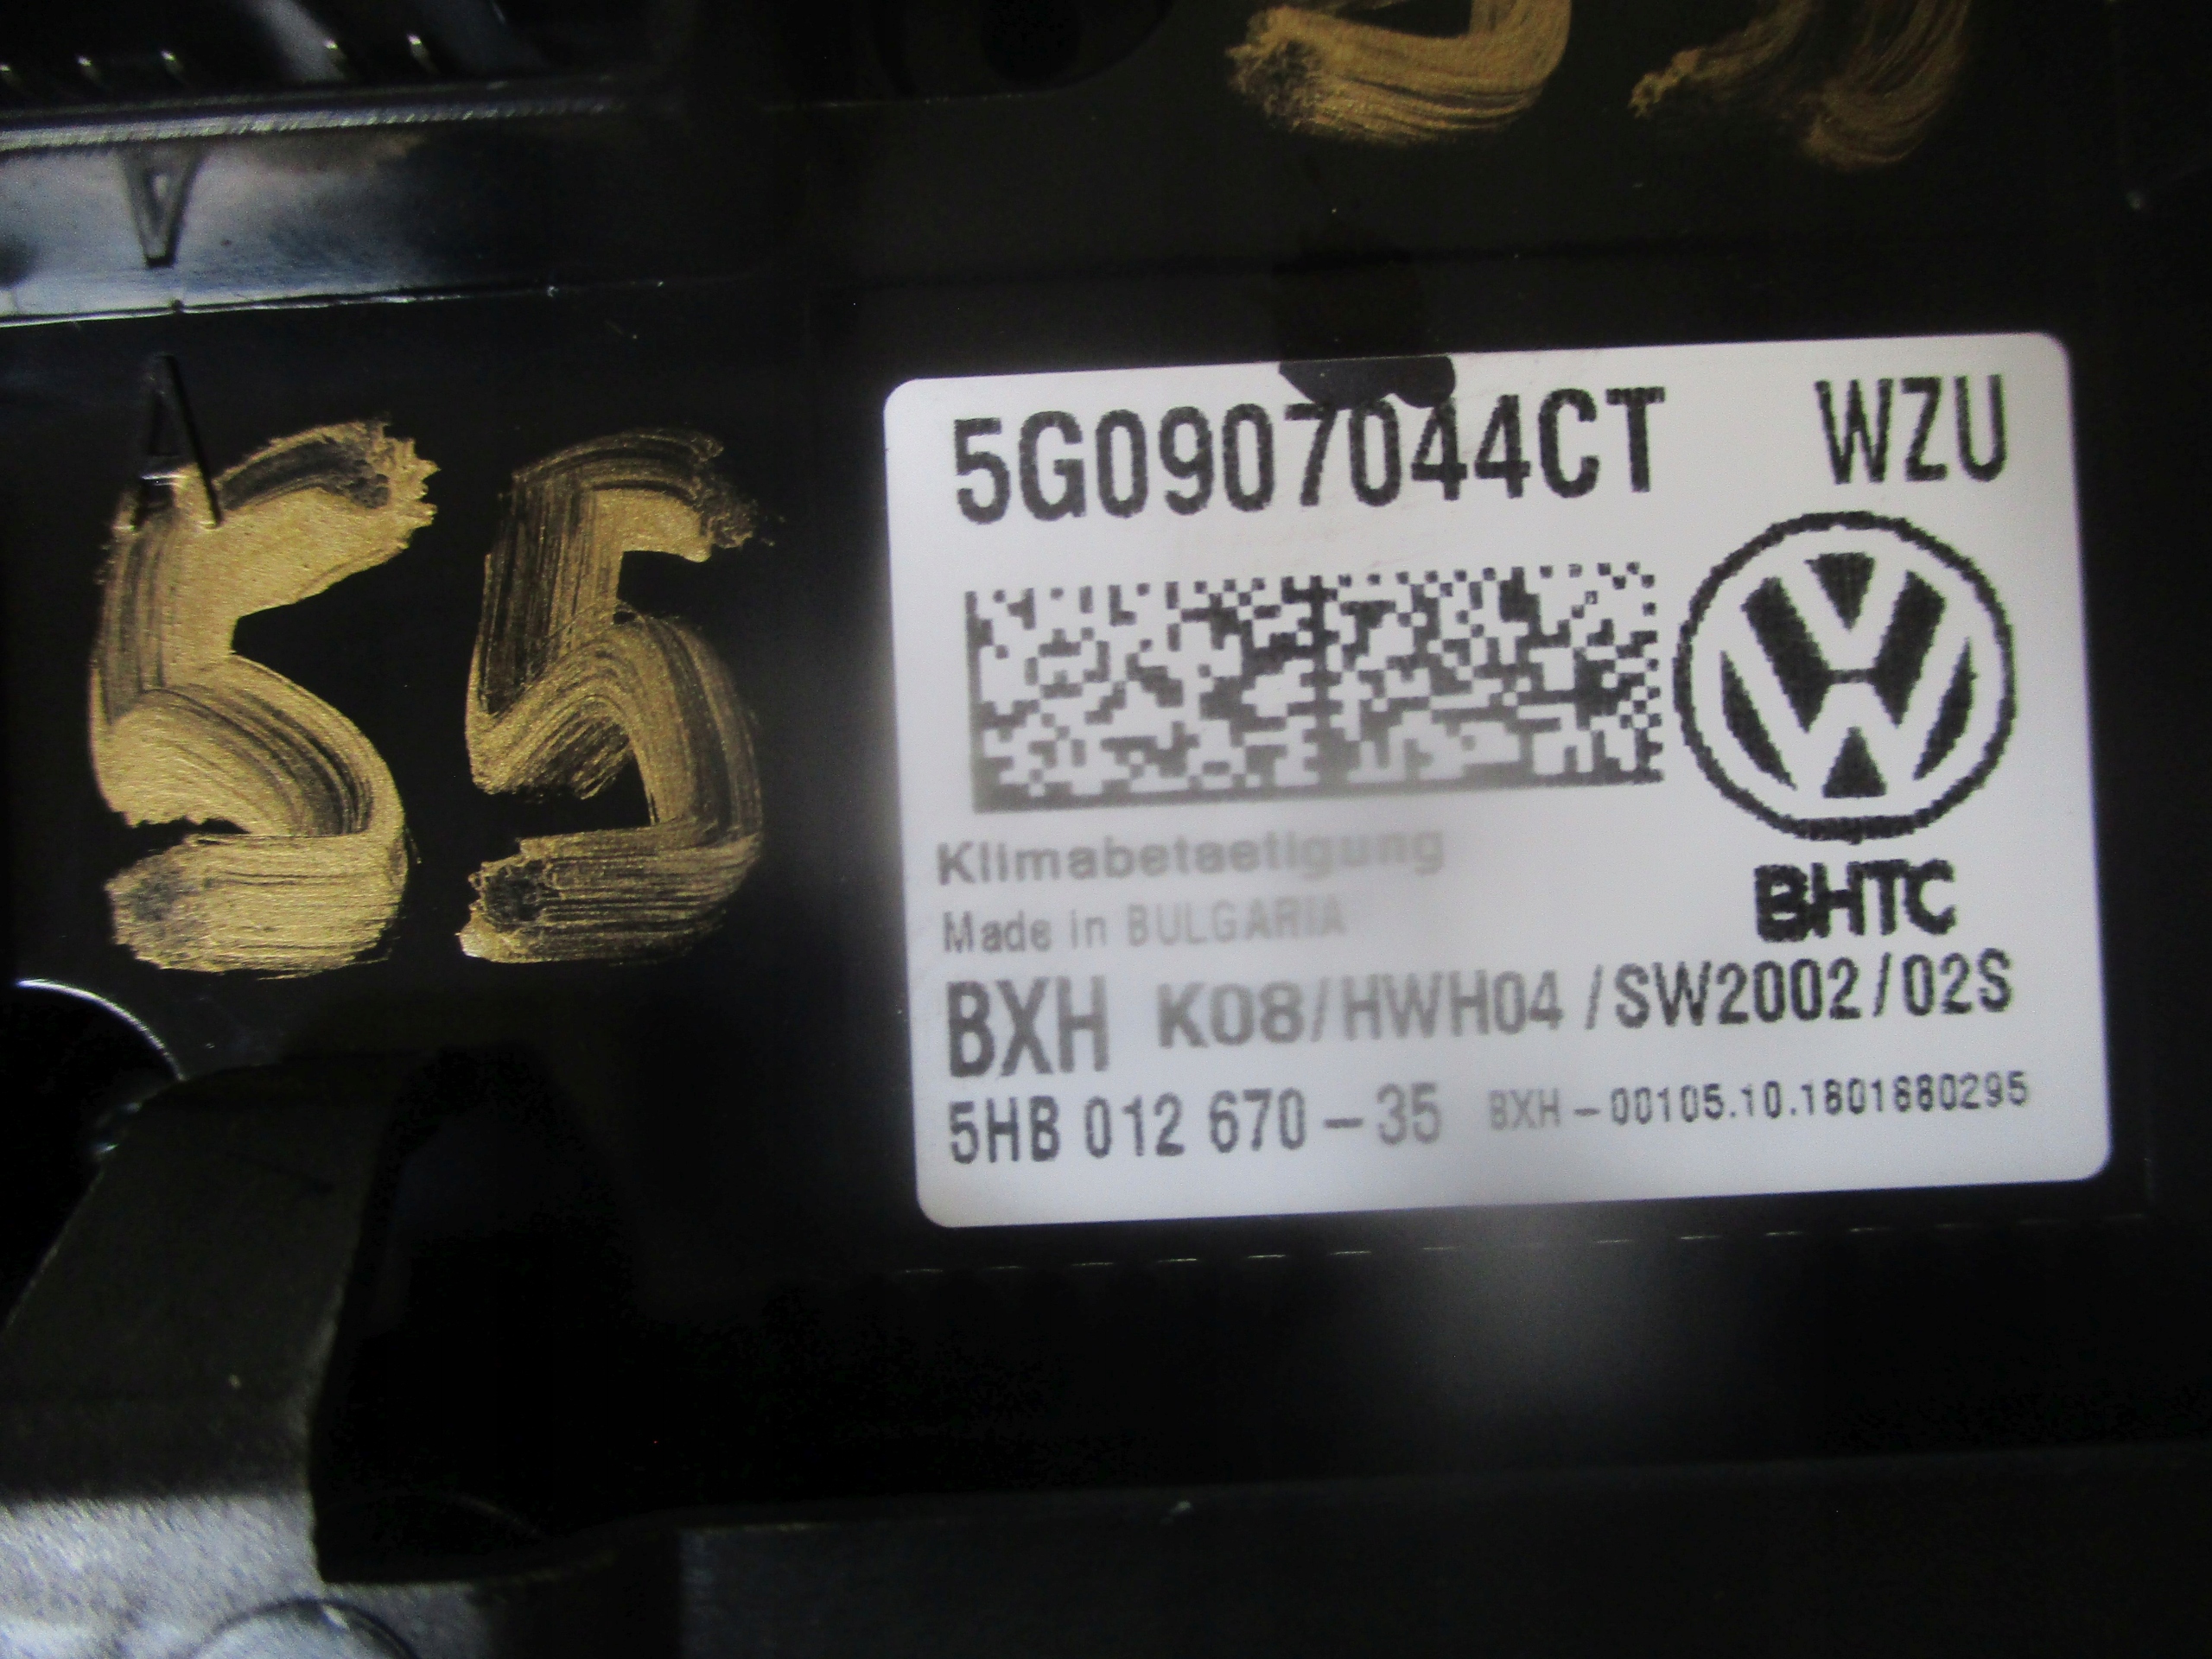 55
5G0907044CT WZU
Klimabetaetigung
Made in BULGARIA
BHTC
BXH K08/HWH04/SW2002/02S
5HB 012 670-35 BXH-00105.10.1801880295